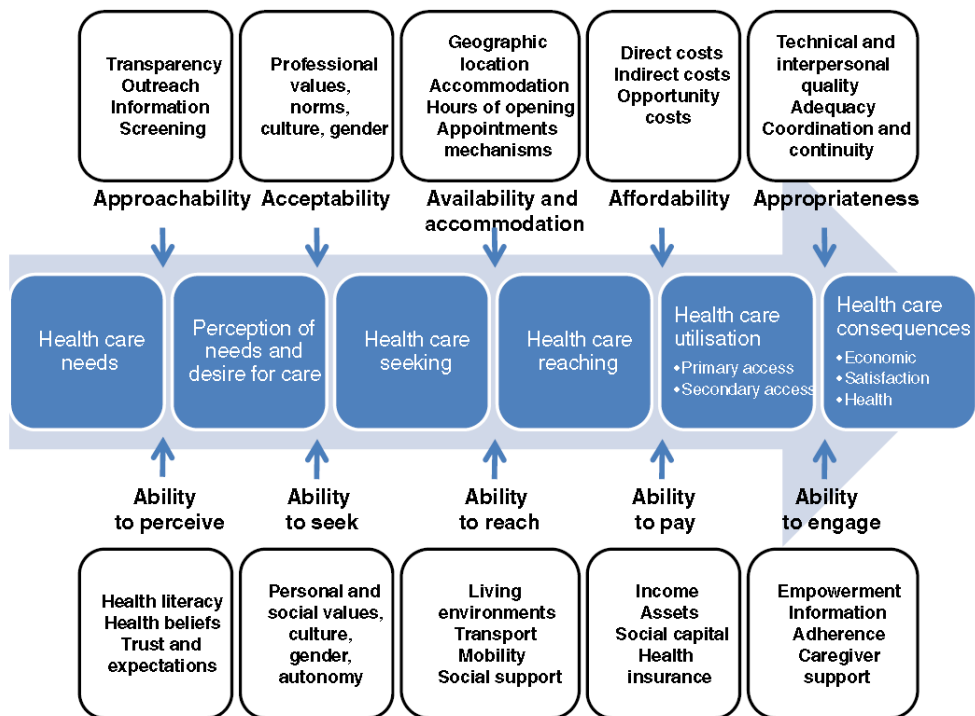 Transparency
Outreach
Information
Screening
Professional
values,
norms,
culture, gender
Geographic
location
Accommodation
Hours of opening
Appointments
mechanisms
Direct costs
Indirect costs
Opportunity
costs
Technical and
interpersonal
quality
Adequacy
Coordination and
continuity
Approachability
Acceptability
Availability and
accommodation
Affordability
Appropriateness
Health care
needs
Perception of
needs and
desire for care
Health care
seeking
Health care
reaching
Health care
utilisation
•Primary access
•Secondary access
Health care
consequences
•Economic
•Satisfaction
•Health
Ability
to perceive
Ability
to seek
Ability
to reach
Ability
to pay
Ability
to engage
Health literacy
Health beliefs
Trust and
expectations
Personal and
social values,
culture,
gender,
autonomy
Living
environments
Transport
Mobility
Social support
Income
Assets
Social capital
Health
insurance
Empowerment
Information
Adherence
Caregiver
support